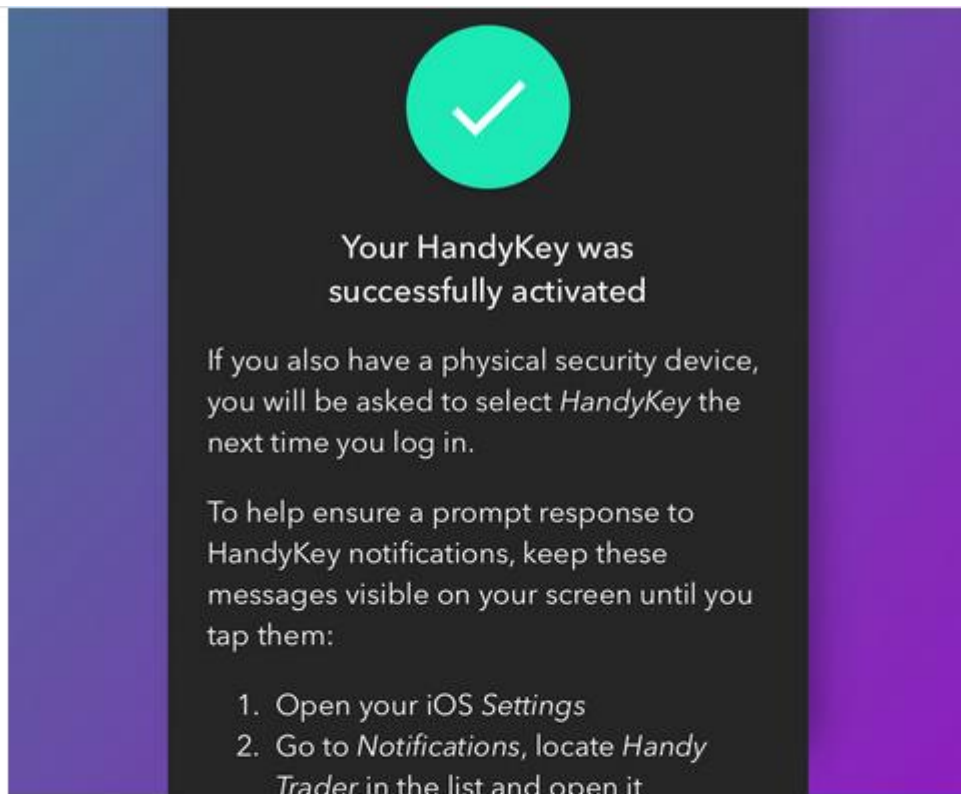 Your HandyKey was
successfully activated
If you also have a physical security device,
you will be asked to select HandyKey the
next time you log in.
To help ensure a prompt response to
HandyKey notifications, keep these
messages visible on your screen until you
tap them:
1. Open your iOS Settings
2. Go to Notifications, locate Handy
Trader in the list and open it